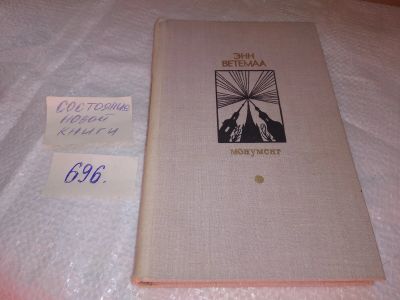 СОСТОЯНИЕ
НОВОЙ
КНИГИ
696.
ЭНН
ВЕТЕМАА
монумент